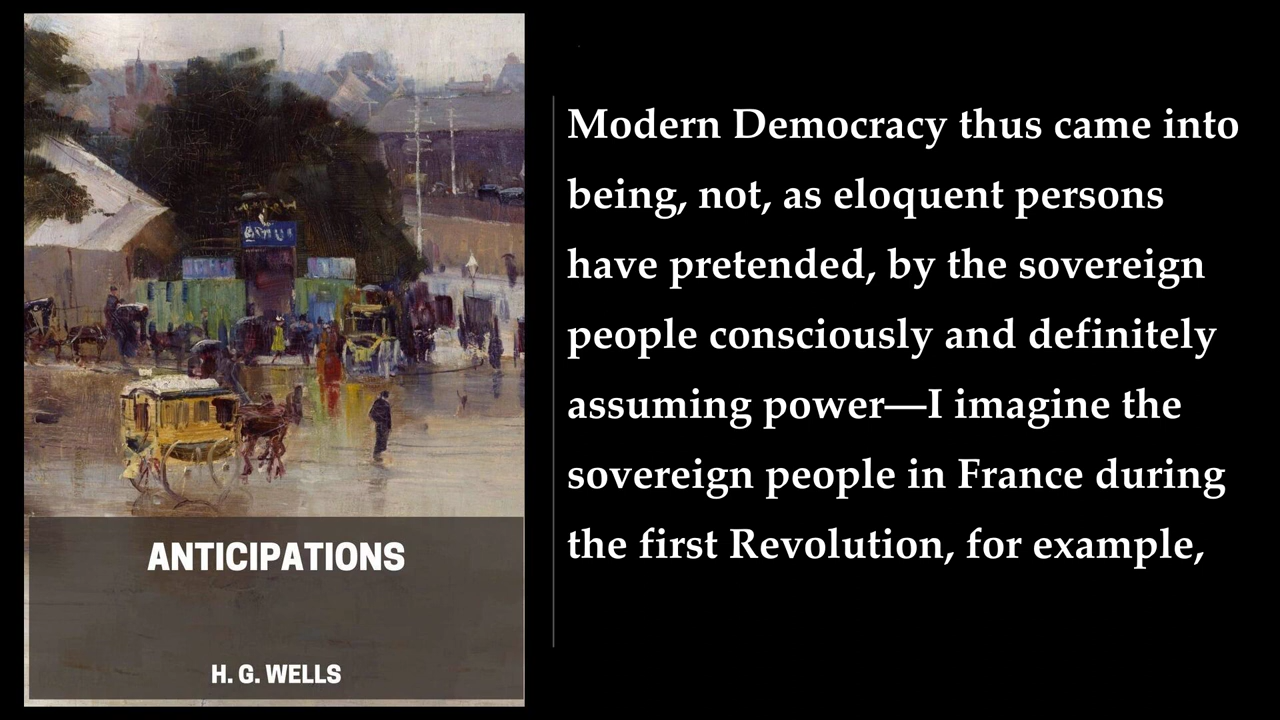 ANTICIPATIONS
H. G. WELLS
Modern Democracy thus came into
being, not, as eloquent persons
have pretended, by the sovereign
people consciously and definitely
assuming power—I imagine the
sovereign people in France during
the first Revolution, for example,